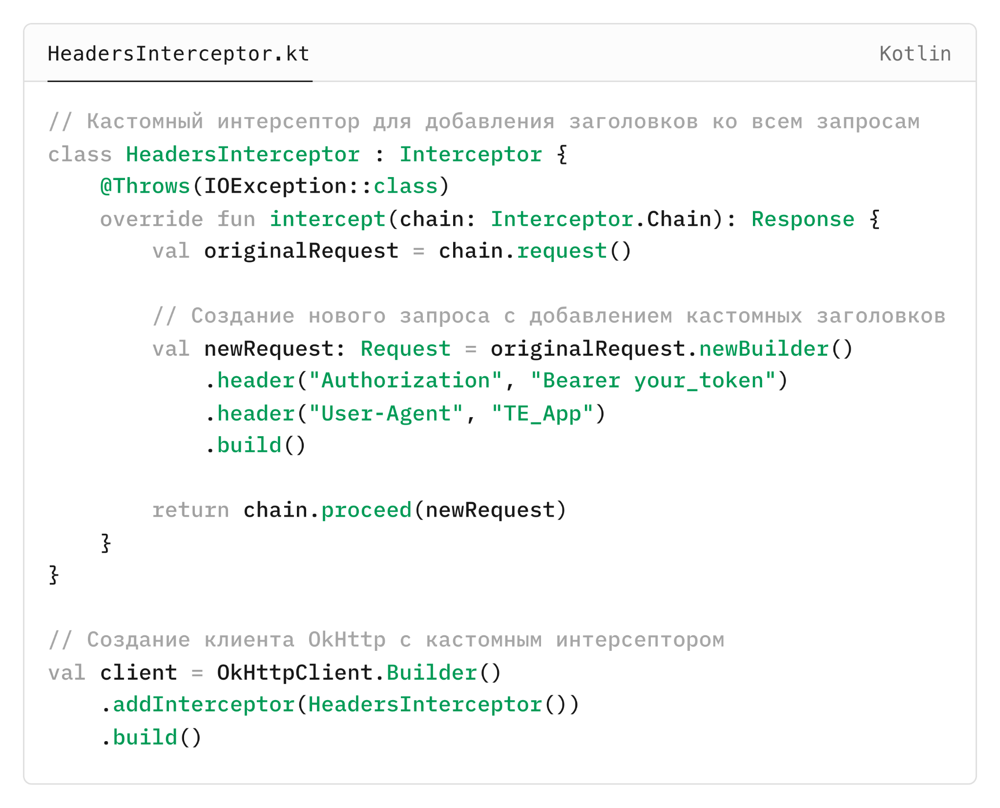 HeadersInterceptor.kt
Kotlin
// Кастомный интерсептор для добавления заголовков ко всем запросам
class HeadersInterceptor : Interceptor {
    @Throws(IOException::class)
    override fun intercept(chain: Interceptor.Chain): Response {
        val originalRequest = chain.request()

        // Создание нового запроса с добавлением кастомных заголовков
        val newRequest: Request = originalRequest.newBuilder()
            .header("Authorization", "Bearer your_token")
            .header("User-Agent", "TE_App")
            .build()

        return chain.proceed(newRequest)
    }
}

// Создание клиента OkHttp с кастомным интерсептором
val client = OkHttpClient.Builder()
    .addInterceptor(HeadersInterceptor())
    .build()